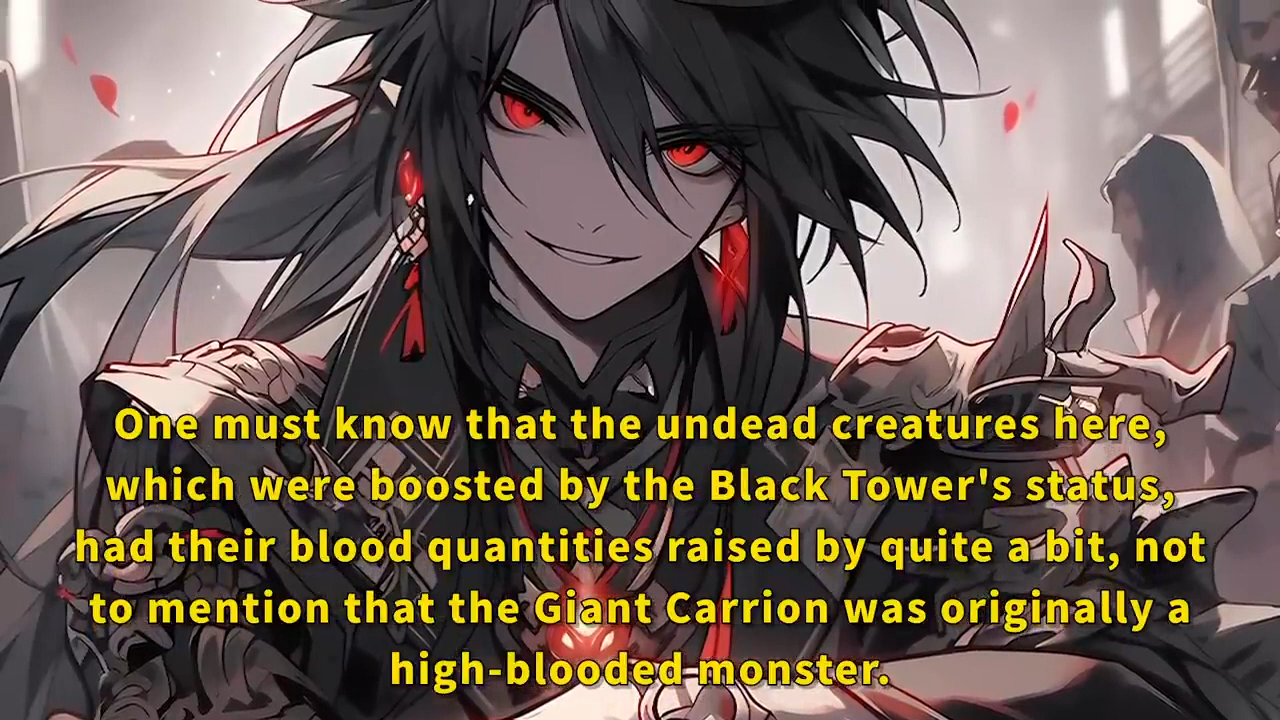 One must know that the undead creatures here,
which were boosted by the Black Tower's status,
had their blood quantities raised by quite a bit, not
to mention that the Giant Carrion was originally a
high-blooded monster.